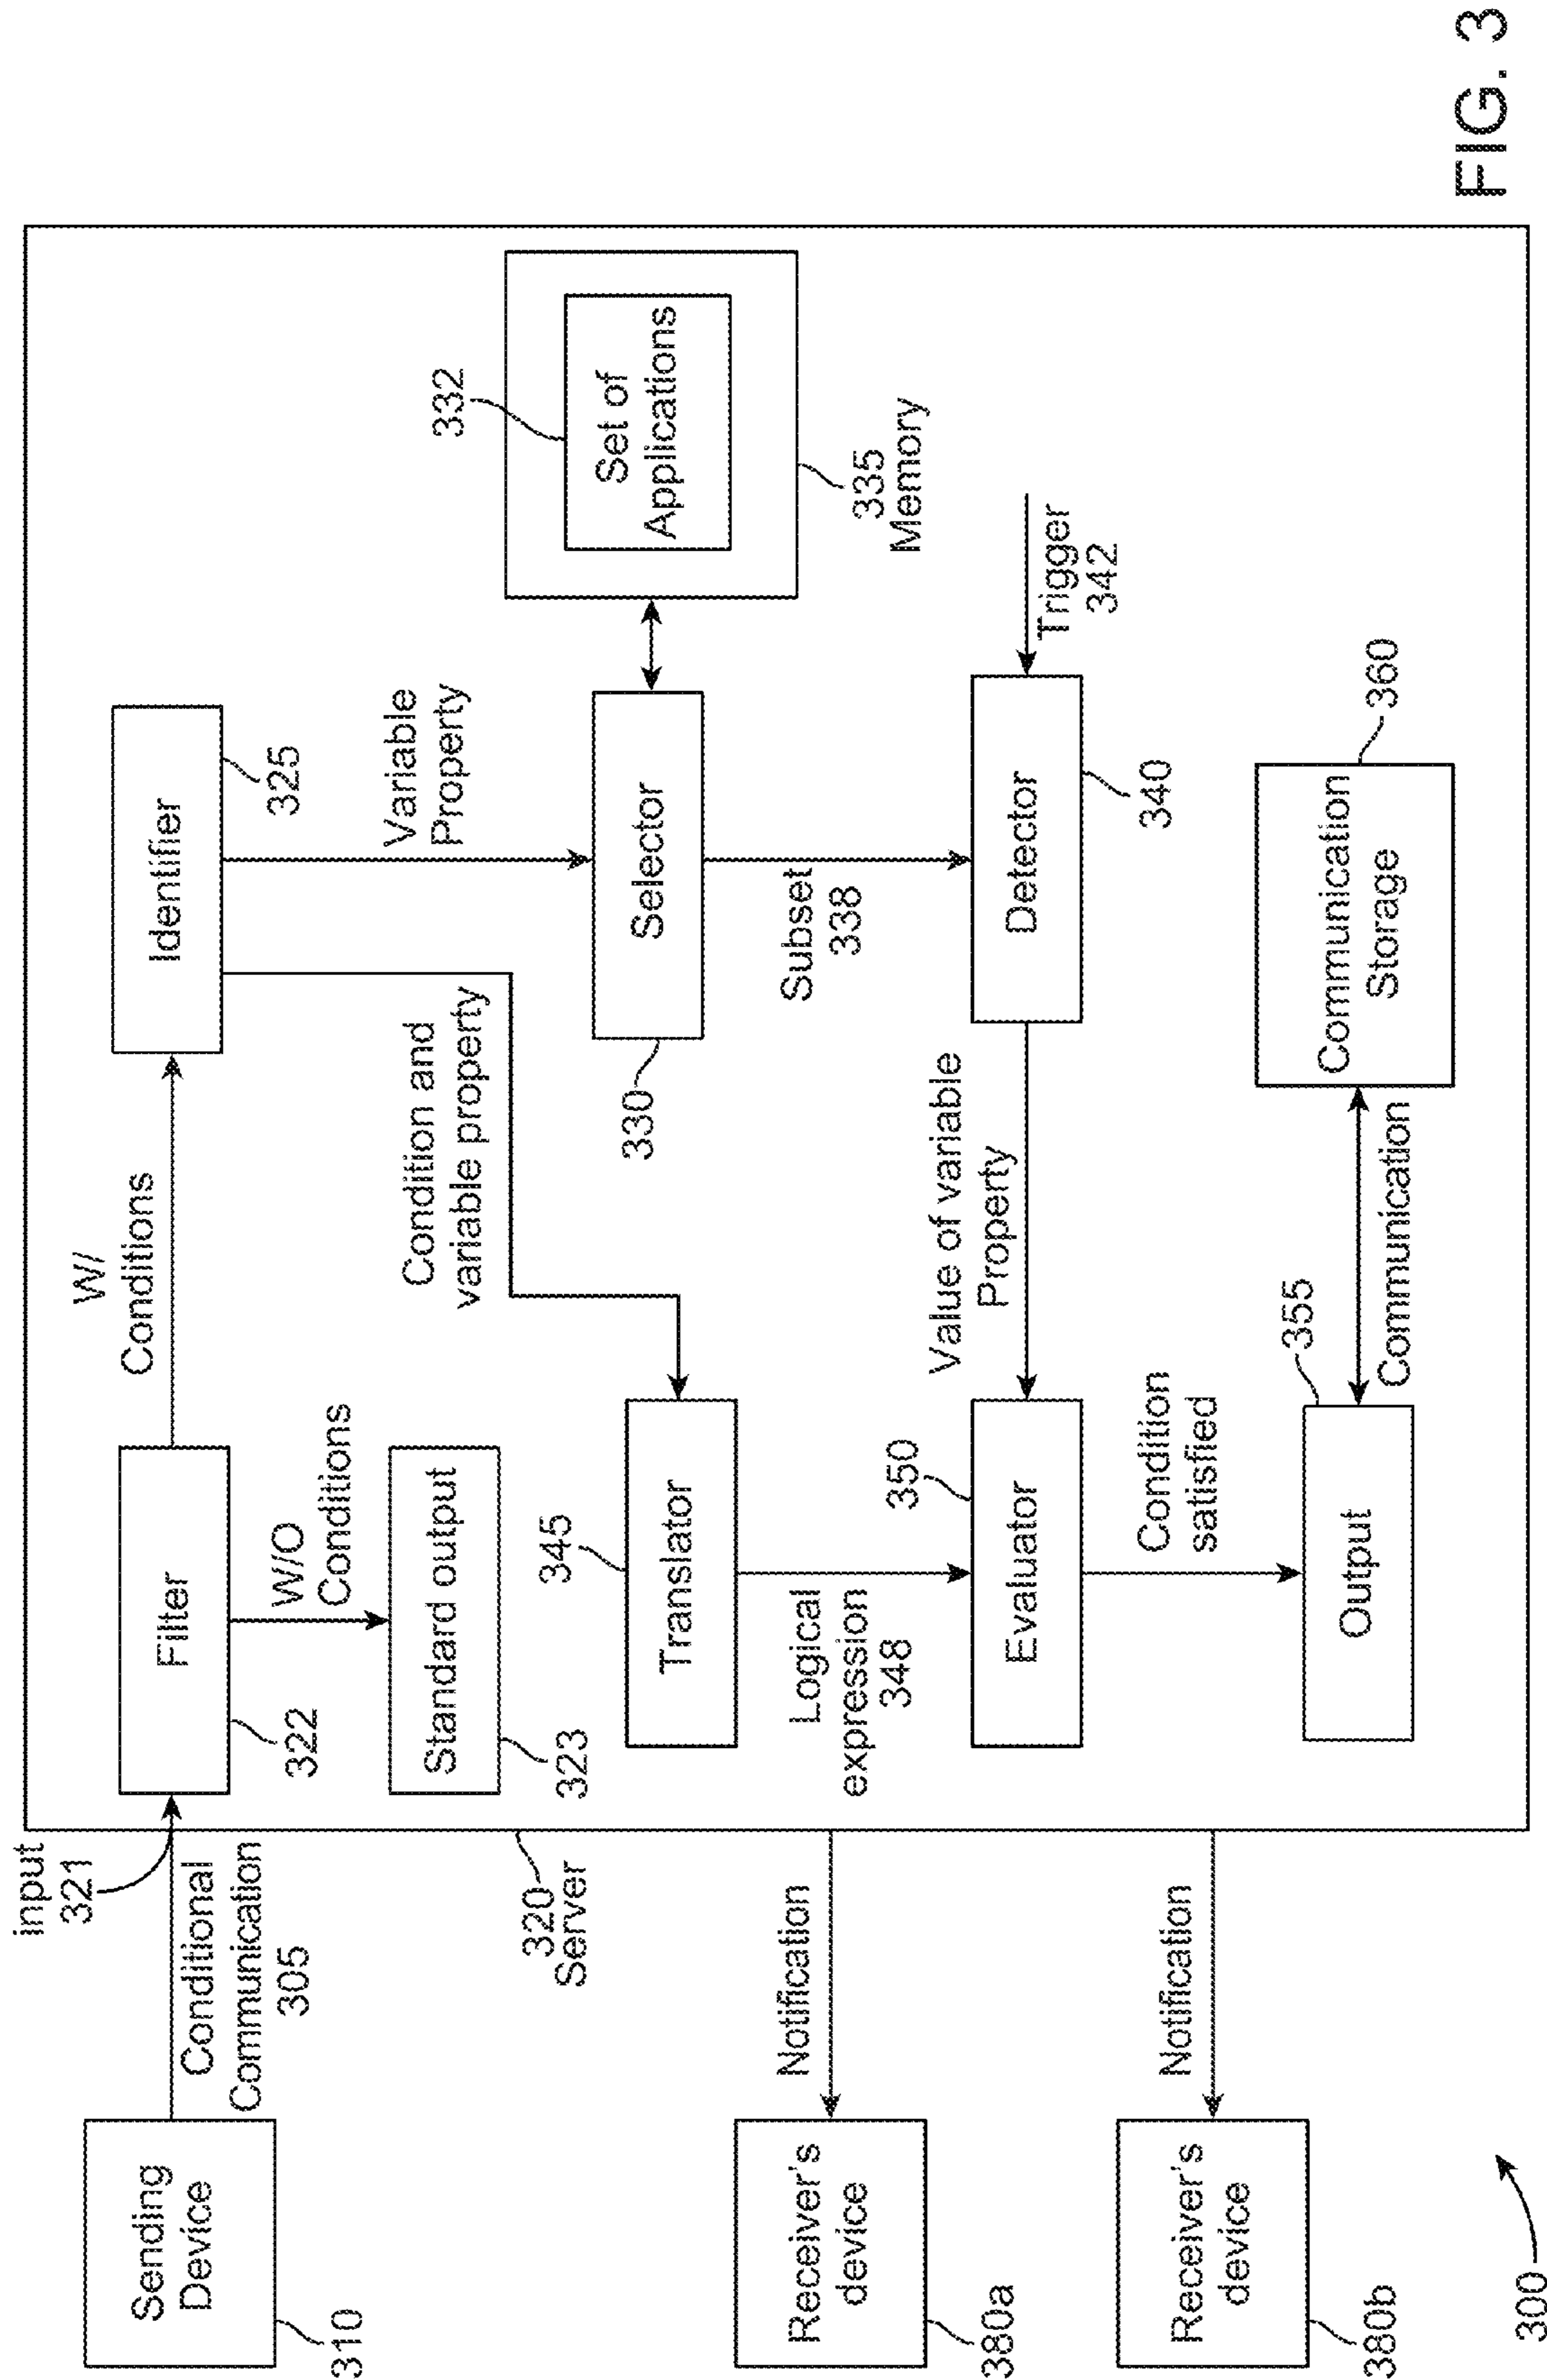 Sending
Device
310
Conditional
Communication
305
input
321
Filter
322
W/
Conditions
Identifier
325
W/O
Conditions
Standard output
323
Variable
Property
Condition and
variable property
332
Set of
Applications
335
Memory
320
Server
345
Translator
Selector
330
Subset
338
Trigger
342
Logical
expression
348
Value of variable
Property
Detector
340
350
Evaluator
Receiver's
device
380a
Notification
Condition
satisfied
355
Output
Communication
Communication
Storage
360
Receiver's
device
380b
Notification
300
FIG. 3